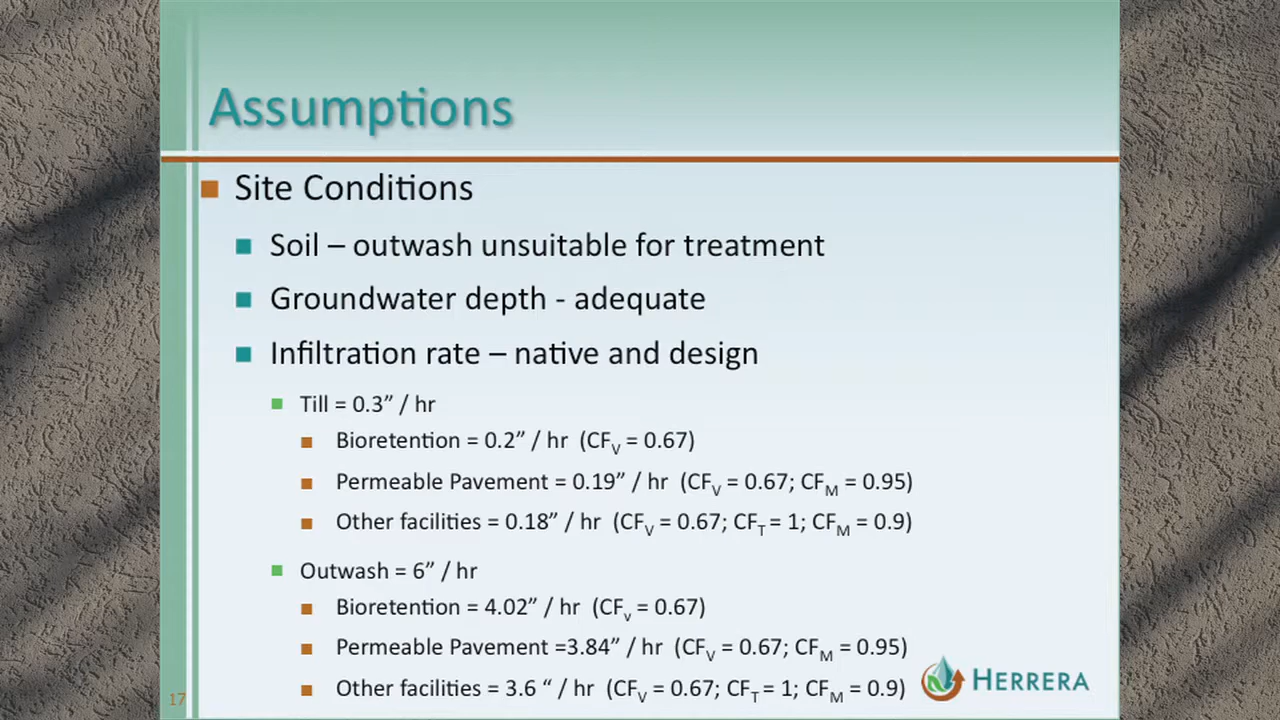 Assumptions
Site Conditions
Soil – outwash unsuitable for treatment
Groundwater depth - adequate
Infiltration rate – native and design
Till = 0.3” / hr
Bioretention = 0.2” / hr (CFV = 0.67)
Permeable Pavement = 0.19” / hr (CFV = 0.67; CFM = 0.95)
Other facilities = 0.18” / hr (CFV = 0.67; CFT = 1; CFM = 0.9)
Outwash = 6” / hr
Bioretention = 4.02” / hr (CFv = 0.67)
Permeable Pavement =3.84” / hr (CFV = 0.67; CFM = 0.95)
Other facilities = 3.6 “ / hr (CFV = 0.67; CFT = 1; CFM = 0.9)
HERRERA
17